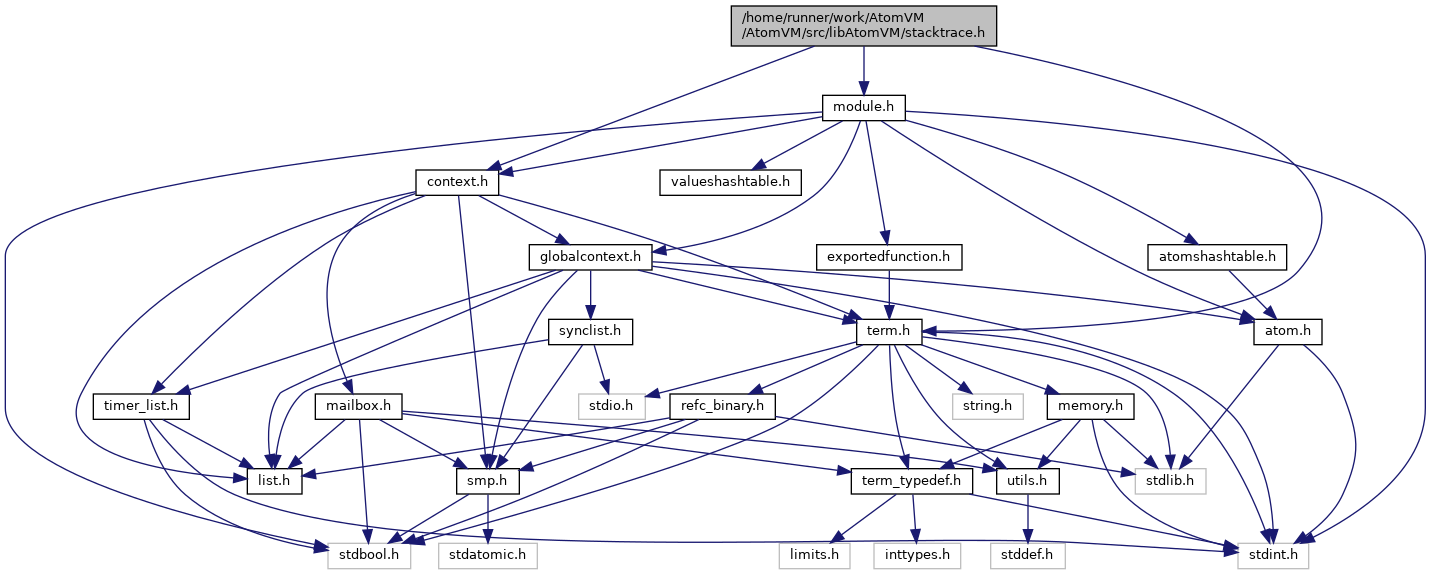 /home/runner/work/AtomVM
/AtomVM/src/libAtomVM/stacktrace.h
module.h
context.h
valueshashtable.h
globalcontext.h
exportedfunction.h
atomshashtable.h
synclist.h
term.h
atom.h
timer_list.h
mailbox.h
stdio.h
refc_binary.h
string.h
memory.h
list.h
smp.h
term_typedef.h
utils.h
stdlib.h
stdbool.h
stdatomic.h
limits.h
inttypes.h
stddef.h
stdint.h